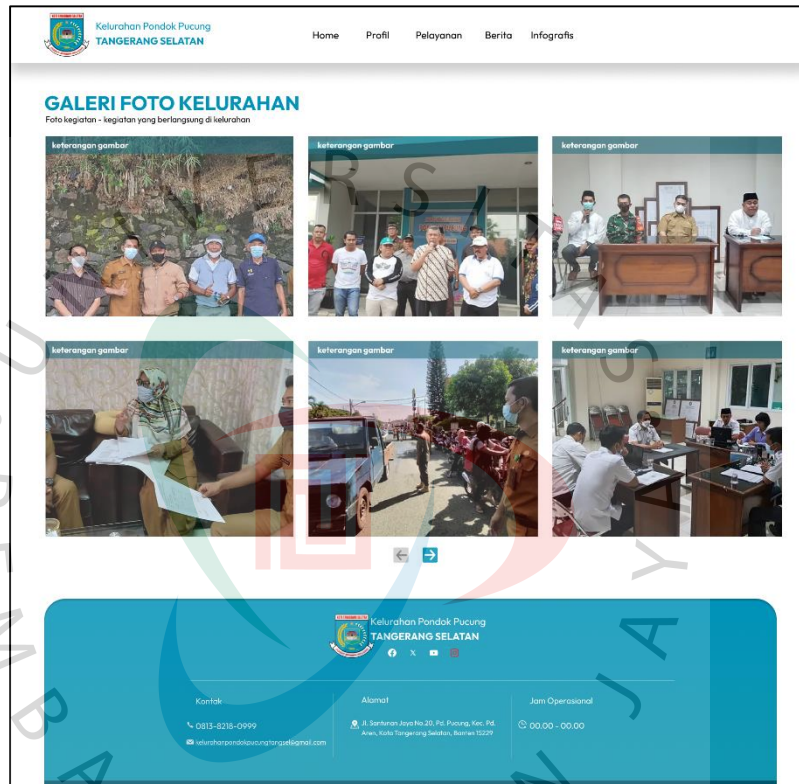 Kelurahan Pondok Pucung
TANGERANG SELATAN
Home Profil Pelayanan Berita Infografis
GALERI FOTO KELURAHAN
Foto kegiatan - kegiatan yang berlangsung di kelurahan
keterangan gambar
keterangan gambar
keterangan gambar
keterangan gambar
keterangan gambar
keterangan gambar
Kelurahan Pondok Pucung
TANGERANG SELATAN
Kontak
0813-8218-0999
kelurahanpondokpucungtangsel@gmail.com
Alamat
Jl. Santunan Jaya No.20, Pd. Pucung, Kec. Pd.
Aren, Kota Tangerang Selatan, Banten 15229
Jam Operasional
00.00 - 00.00